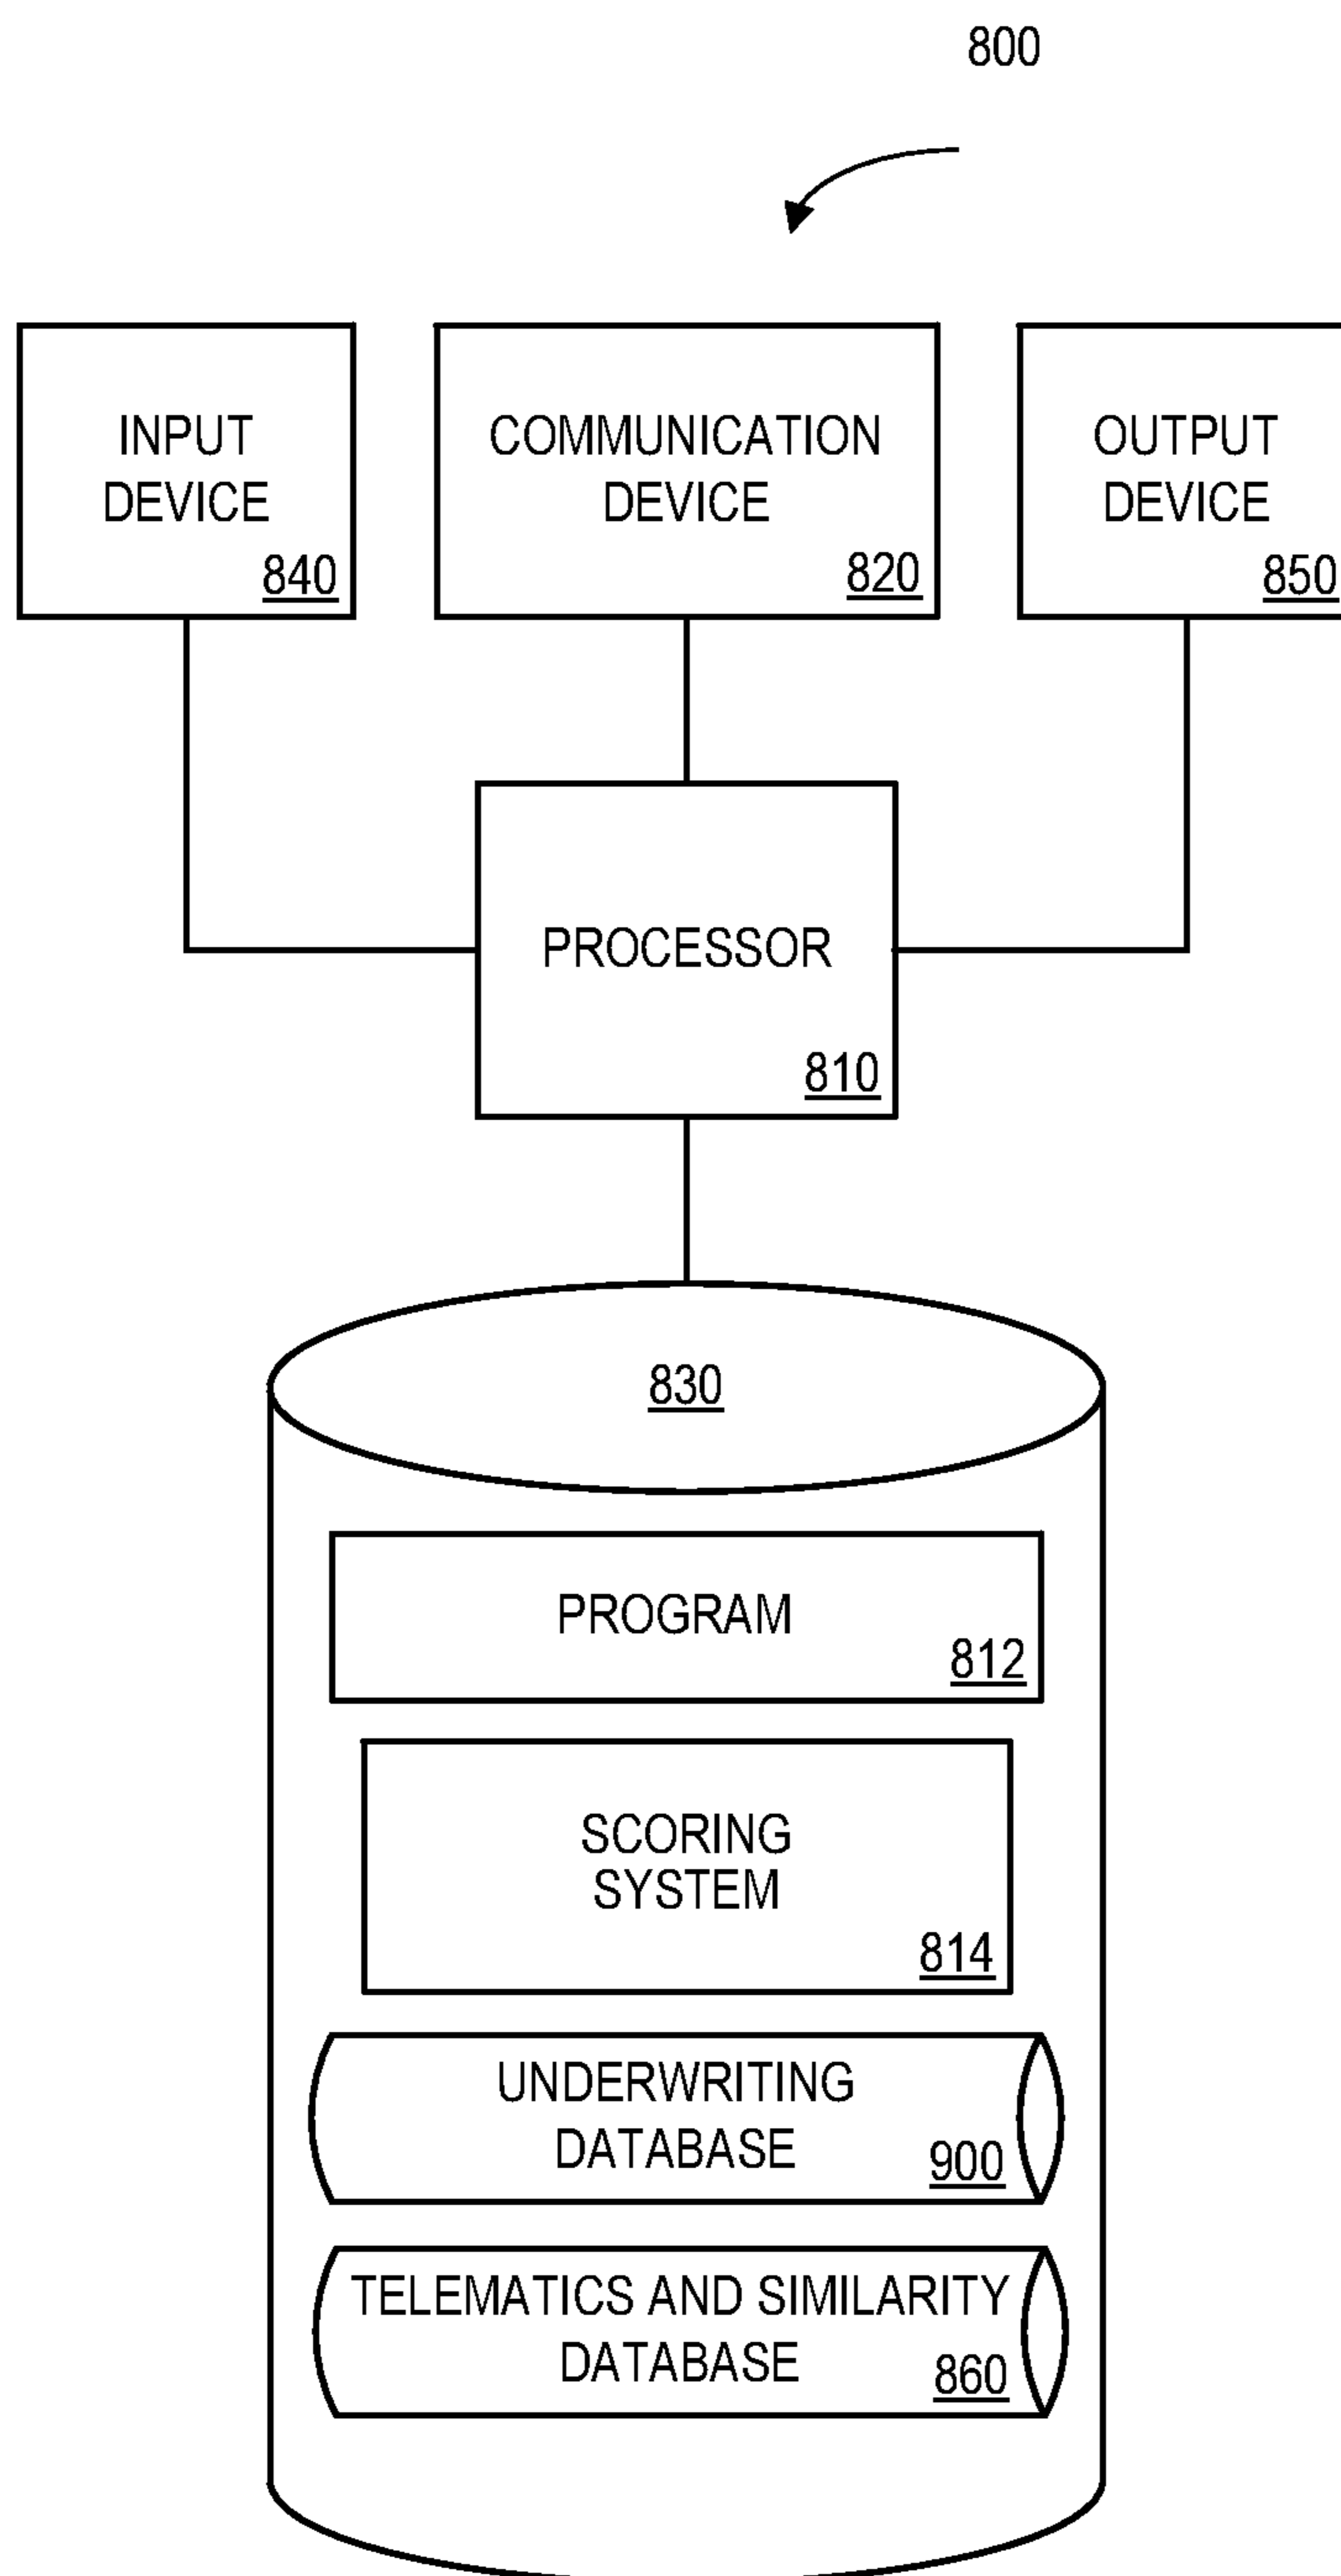 800
INPUT
DEVICE
840
COMMUNICATION
DEVICE
820
OUTPUT
DEVICE
850
PROCESSOR
810
830
PROGRAM
812
SCORING
SYSTEM
814
UNDERWRITING
DATABASE
900
TELEMATICS AND SIMILARITY
DATABASE
860